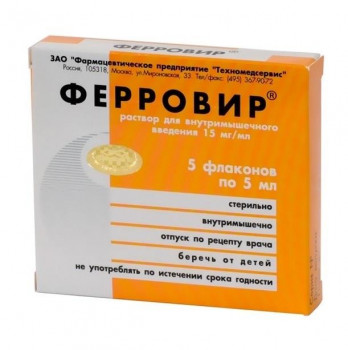 ЗАО "Фармацевтическое предприятие "Техномедсервис"
Россия, 105318, Москва, ул.Мироновская, 33 Тел/факс: (495) 367-9072
ФЕРРОВИР®
раствор для внутримышечного
введения 15 мг/мл
5 флаконов
по 5 мл
стерильно
внутримышечно
отпуск по рецепту врача
беречь от детей
не употреблять по истечении срока годности